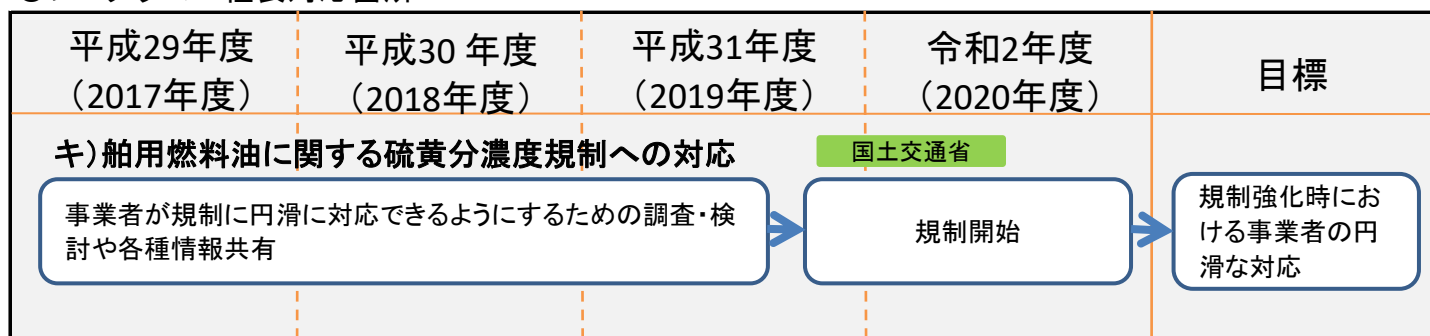 平成29年度
（2017年度）
平成30 年度
（2018年度）
平成31年度
（2019年度）
令和2年度
（2020年度）
目標
キ）舶用燃料油に関する硫黄分濃度規制への対応
国土交通省
事業者が規制に円滑に対応できるようにするための調査・検
討や各種情報共有
規制開始
規制強化時にお
ける事業者の円
滑な対応